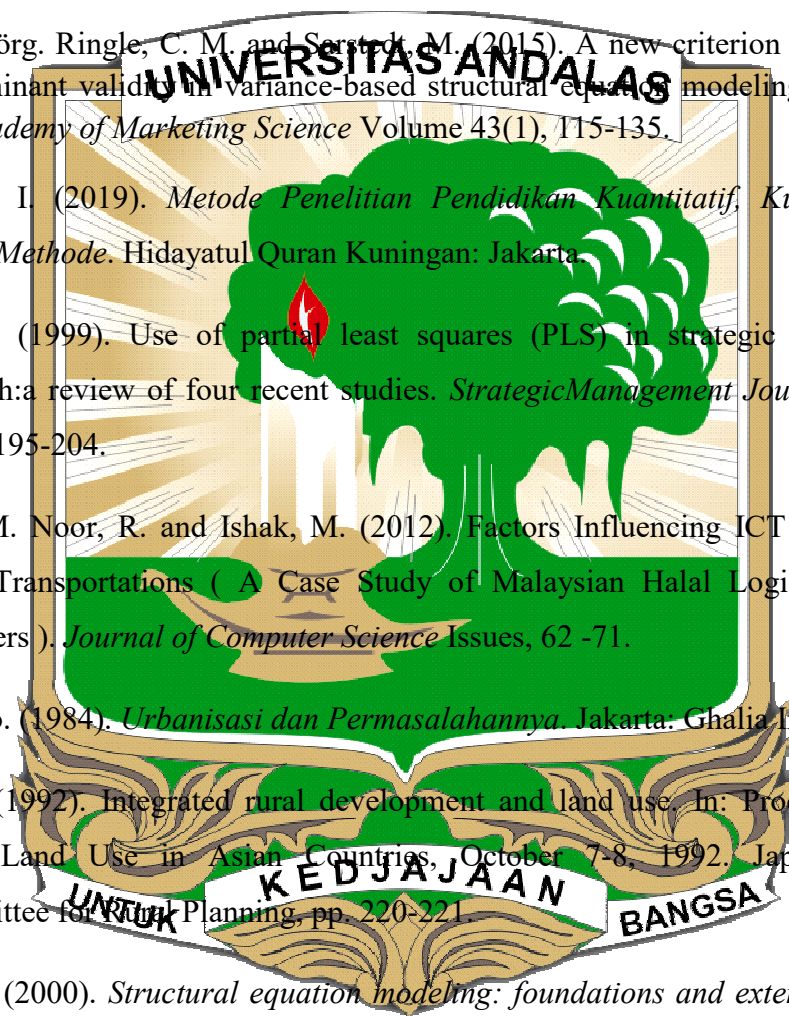 örg. Ringle, C. M. and Sarstedt, M. (2015). A new criterion
UNIVERSITAS ANDALAS
inant validity in variance-based structural equation modeling
ademy of Marketing Science Volume 43(1), 115-135.
I. (2019). Metode Penelitian Pendidikan Kuantitatif, Ku
Methode. Hidayatul Quran Kuningan: Jakarta.
(1999). Use of partial least squares (PLS) in strategic
h:a review of four recent studies. StrategicManagement Jou
195-204.
M. Noor, R. and Ishak, M. (2012). Factors Influencing ICT
Transportations ( A Case Study of Malaysian Halal Logi
ers ). Journal of Computer Science Issues, 62 -71.
(1984). Urbanisasi dan Permasalahannya. Jakarta: Ghalia I
(1992). Integrated rural development and land use. In: Pro
Land Use in Asian Countries, October 7-8, 1992. Jap
KEDJAJAAN
ittee for Rural Planning, pp. 220-221.
UNTUK
BANGSA
(2000). Structural equation modeling: foundations and exte